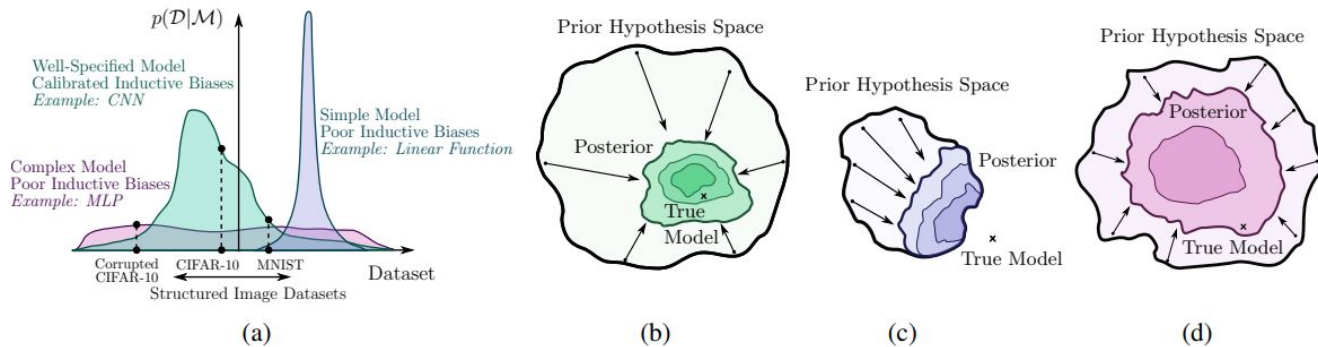 p(𝒟|ℳ)
Well-Specified Model
Calibrated Inductive Biases
Example: CNN
Simple Model
Poor Inductive Biases
Example: Linear Function
Complex Model
Poor Inductive Biases
Example: MLP
Corrupted
CIFAR-10
CIFAR-10
MNIST
Dataset
Structured Image Datasets
(a)
Prior Hypothesis Space
Posterior
True
Model
(b)
Prior Hypothesis Space
Posterior
True Model
(c)
Prior Hypothesis Space
Posterior
True Model
(d)